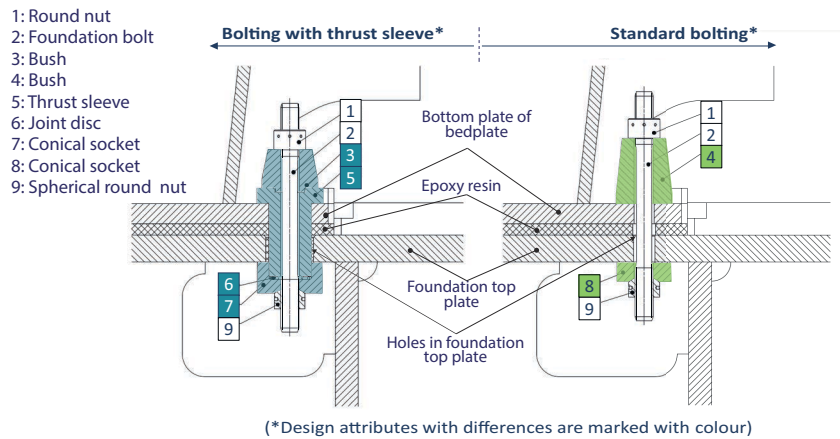 1: Round nut
2: Foundation bolt
3: Bush
4: Bush
5: Thrust sleeve
6: Joint disc
7: Conical socket
8: Conical socket
9: Spherical round nut
Bolting with thrust sleeve*
Standard bolting*
1
2
3
5
Bottom plate of
bedplate
Epoxy resin
1
2
4
6
7
9
Foundation top
plate
Holes in foundation
top plate
8
9
(*Design attributes with differences are marked with colour)